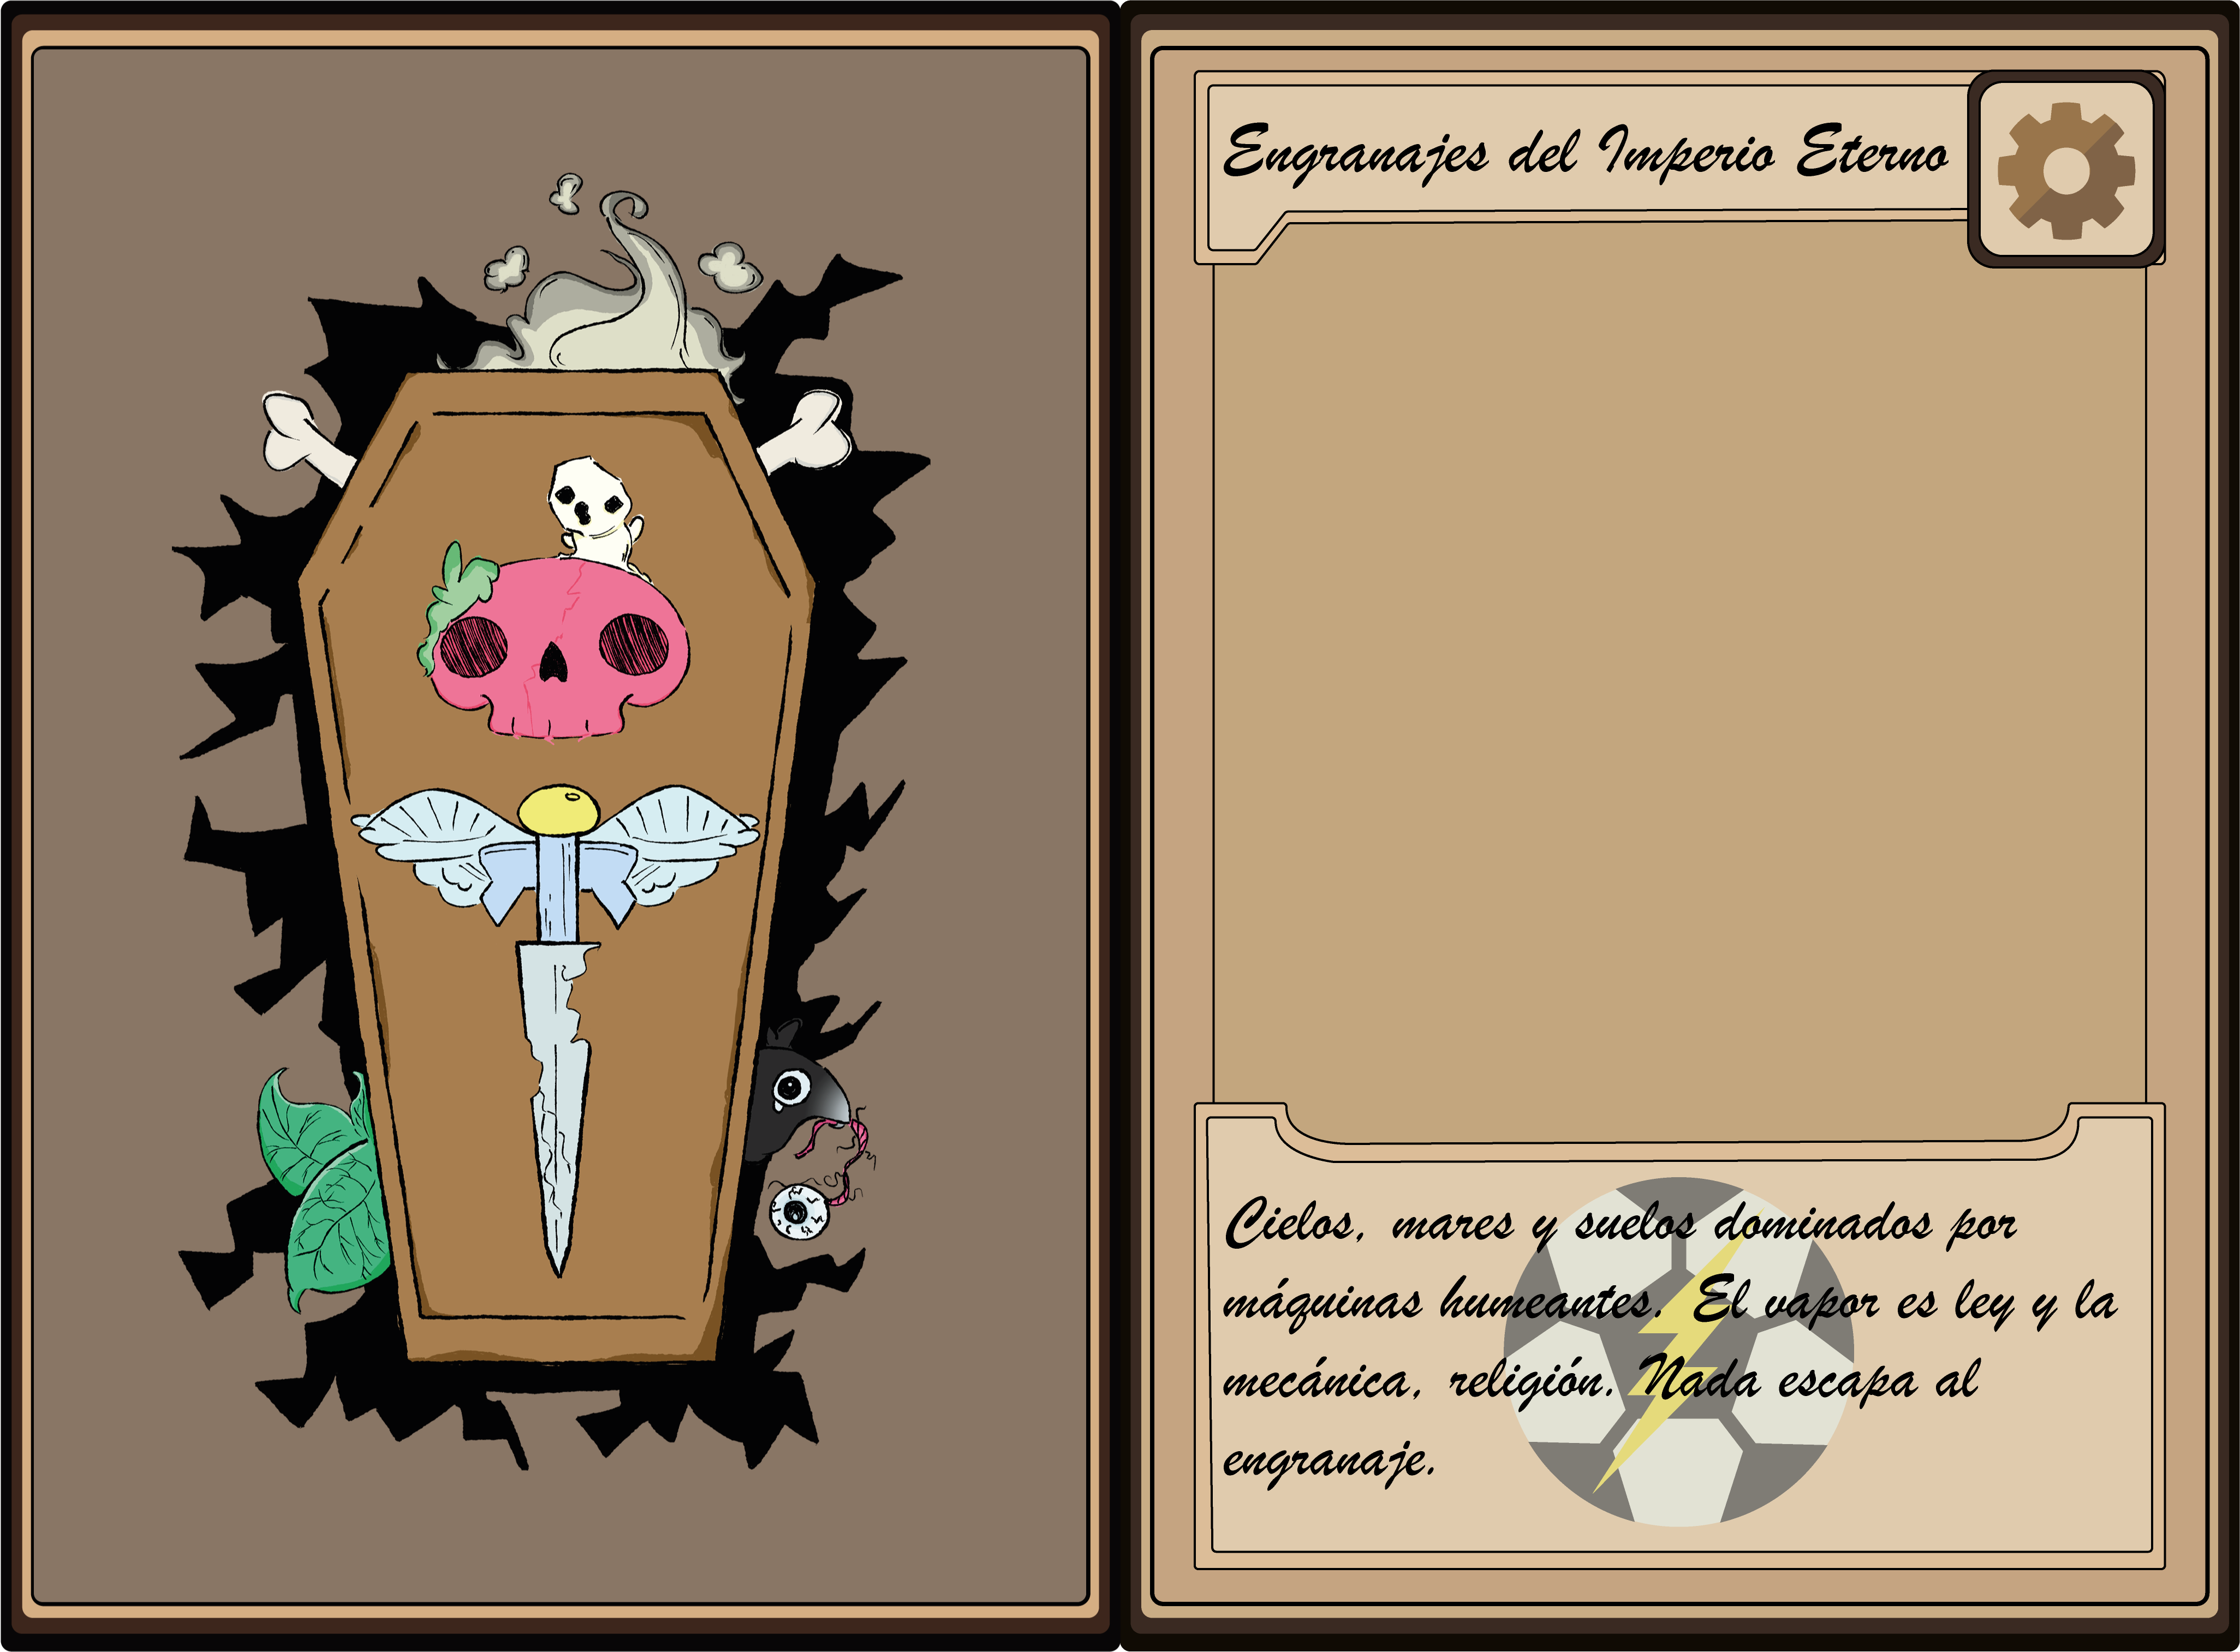 Engranajes del Imperio Eterno
Cielos, mares y suelos dominados por
máquinas humeantes. El vapor es ley y la
mecánica, religión. Nada escapa al
engranaje.